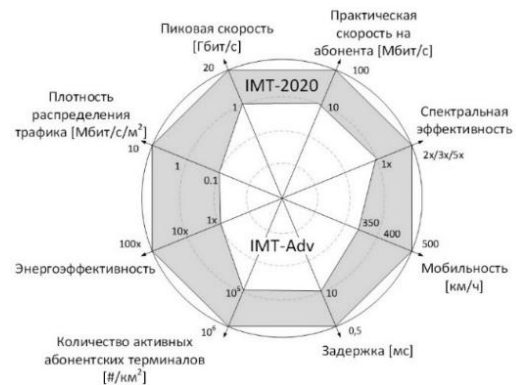 Пиковая скорость
[Гбит/с]
Практическая
скорость на
абонента [Мбит/с]
20
100
IMT-2020
Плотность
распределения
трафика [Мбит/с/м²]
1
10
Спектральная
эффективность
10
1
0.1
1x
2x/3x/5x
1x
10x
100x
350
400
500
IMT-Adv
Энергоэффективность
Мобильность
[км/ч]
10⁵
10⁶
10
0,5
Количество активных
абонентских терминалов
[#/км²]
Задержка [мс]